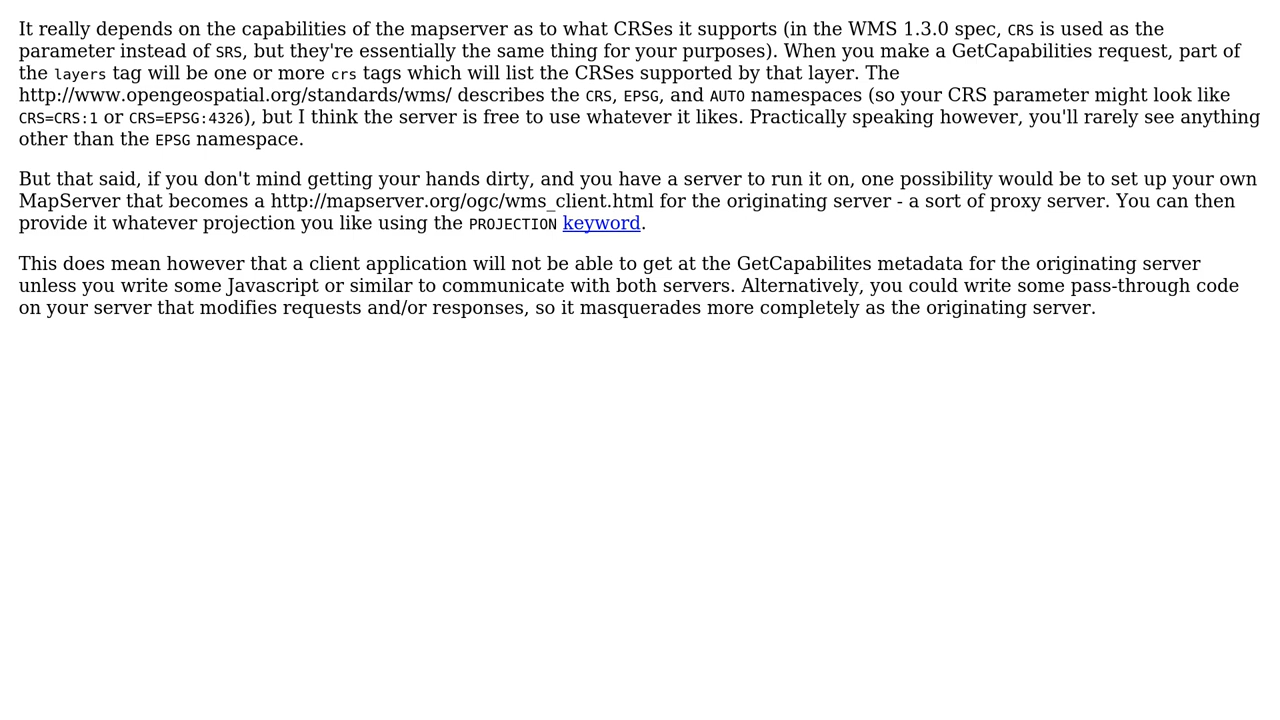 It really depends on the capabilities of the mapserver as to what CRSes it supports (in the WMS 1.3.0 spec, CRS is used as the
parameter instead of SRS, but they're essentially the same thing for your purposes). When you make a GetCapabilities request, part of
the layers tag will be one or more crs tags which will list the CRSes supported by that layer. The
http://www.opengeospatial.org/standards/wms/ describes the CRS, EPSG, and AUTO namespaces (so your CRS parameter might look like
CRS=CRS:1 or CRS=EPSG:4326), but I think the server is free to use whatever it likes. Practically speaking however, you'll rarely see anything
other than the EPSG namespace.
But that said, if you don't mind getting your hands dirty, and you have a server to run it on, one possibility would be to set up your own
MapServer that becomes a http://mapserver.org/ogc/wms_client.html for the originating server - a sort of proxy server. You can then
provide it whatever projection you like using the PROJECTION keyword.
This does mean however that a client application will not be able to get at the GetCapabilites metadata for the originating server
unless you write some Javascript or similar to communicate with both servers. Alternatively, you could write some pass-through code
on your server that modifies requests and/or responses, so it masquerades more completely as the originating server.